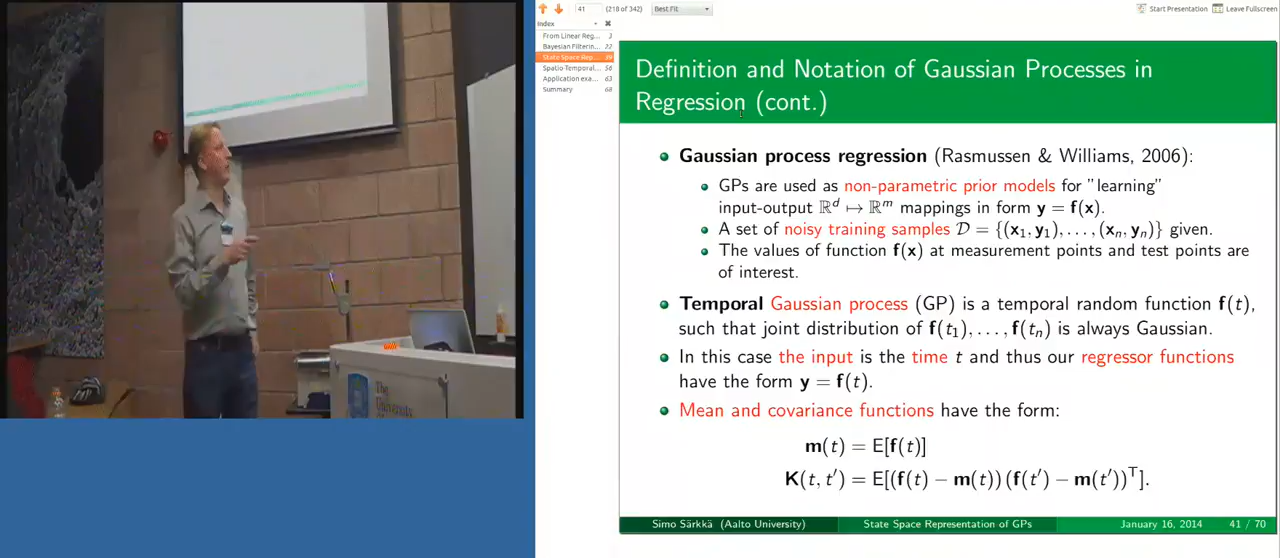 The
University
of
41
(218 of 342)
Best Fit
Start Presentation
Leave Fullscreen
Index
From Linear Reg... 3
Bayesian Filterin... 22
State Space Rep... 39
Spatio-Temporal... 56
Application exa... 63
Summary 68
Definition and Notation of Gaussian Processes in
Regression (cont.)
Gaussian process regression (Rasmussen & Williams, 2006):
GPs are used as non-parametric prior models for "learning"
input-output ℝᵈ ↦ ℝᵐ mappings in form y = f(x).
A set of noisy training samples 𝒟 = {(x₁, y₁), . . . , (xₙ, yₙ)} given.
The values of function f(x) at measurement points and test points are
of interest.
Temporal Gaussian process (GP) is a temporal random function f(t),
such that joint distribution of f(t₁), . . . , f(tₙ) is always Gaussian.
In this case the input is the time t and thus our regressor functions
have the form y = f(t).
Mean and covariance functions have the form:
m(t) = E[f(t)]
K(t, t′) = E[(f(t) − m(t)) (f(t′) − m(t′))ᵀ].
Simo Särkkä (Aalto University) State Space Representation of GPs January 16, 2014 41 / 70